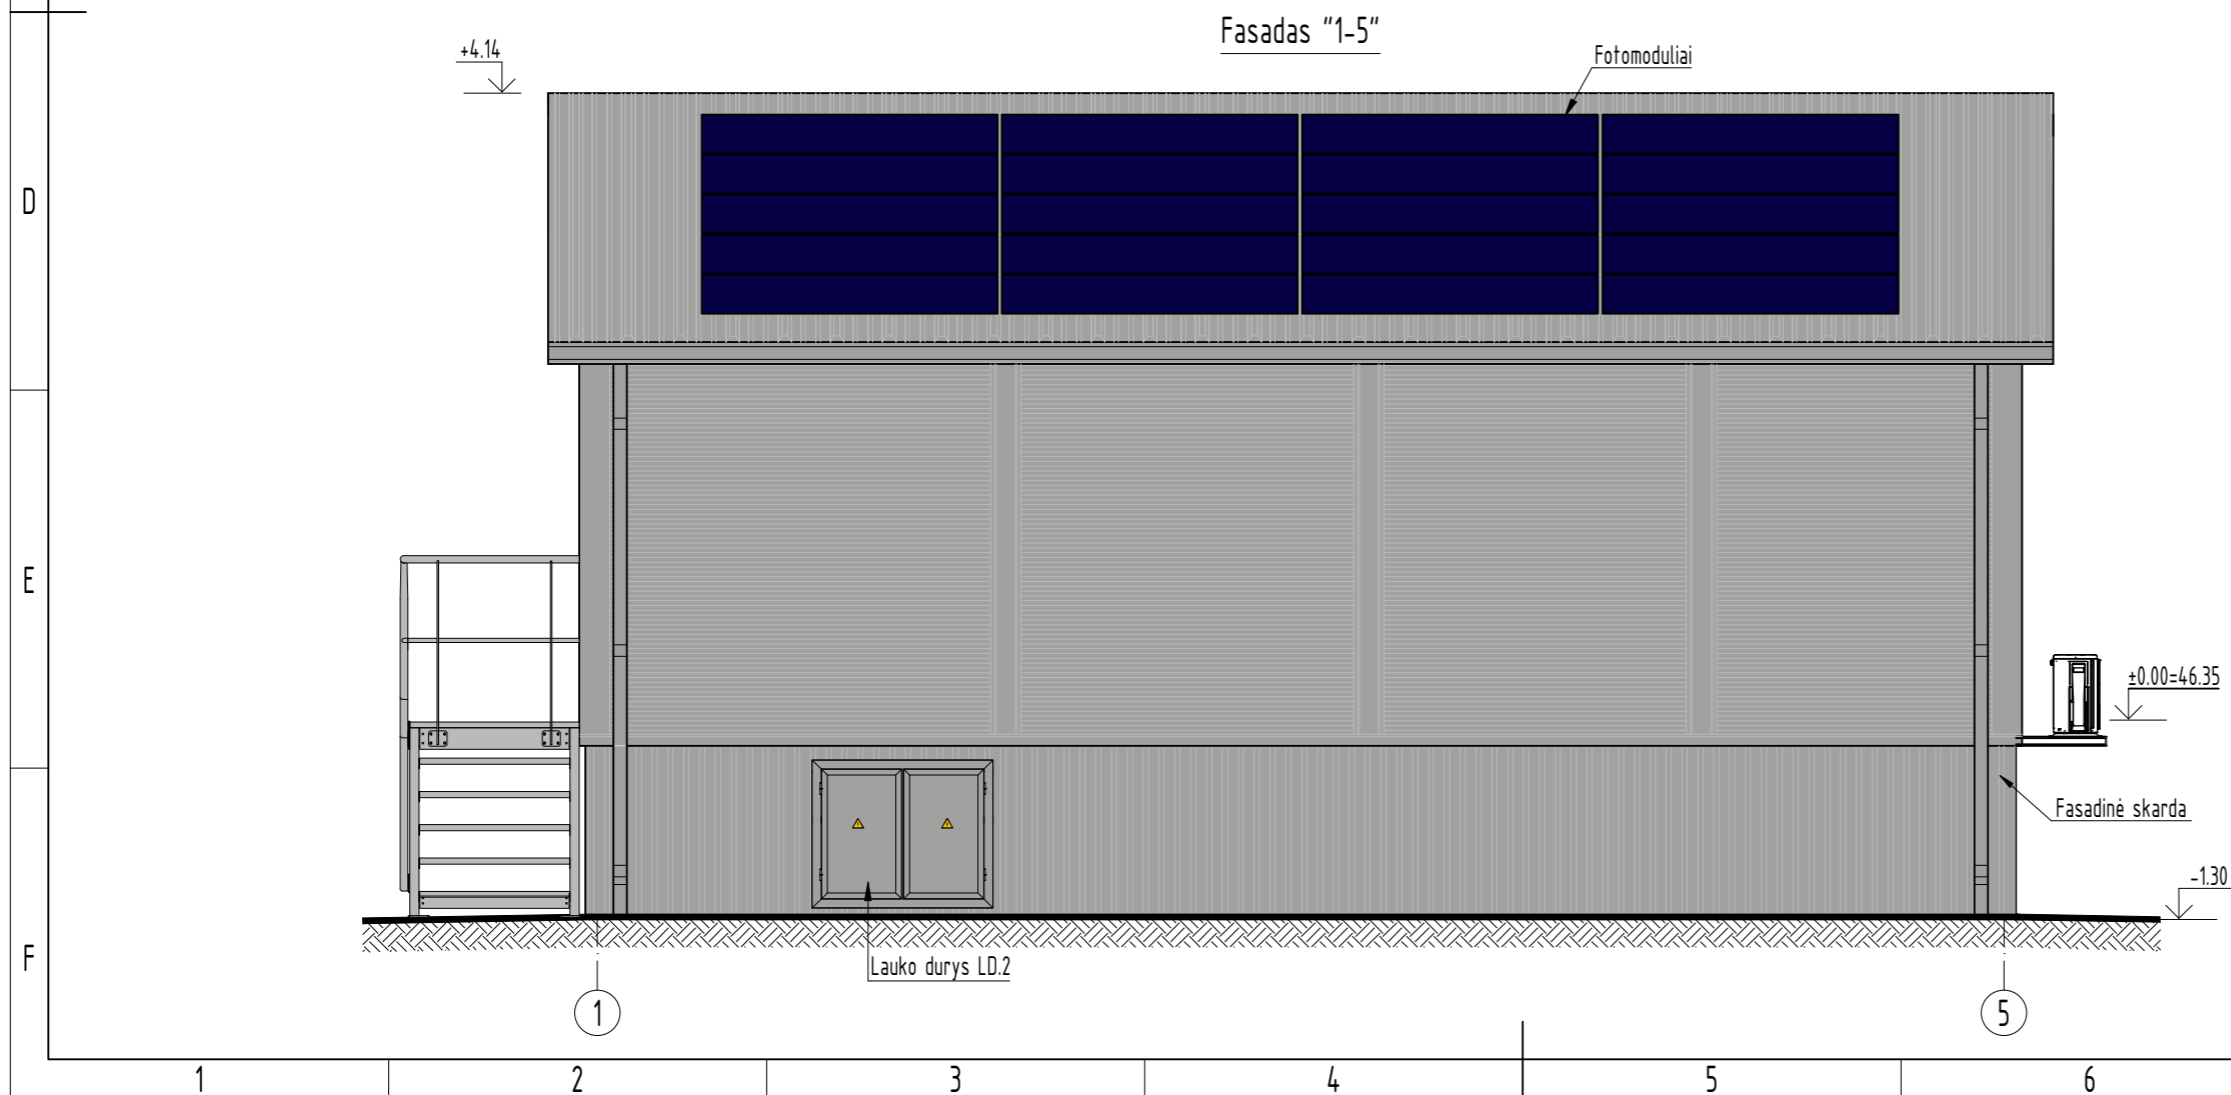 Fasadas "1-5"
+4.14
Fotomoduliai
D
E
±0.00=46.35
Fasadinė skarda
-1.30
F
Lauko durys LD.2
1
5
1
2
3
4
5
6